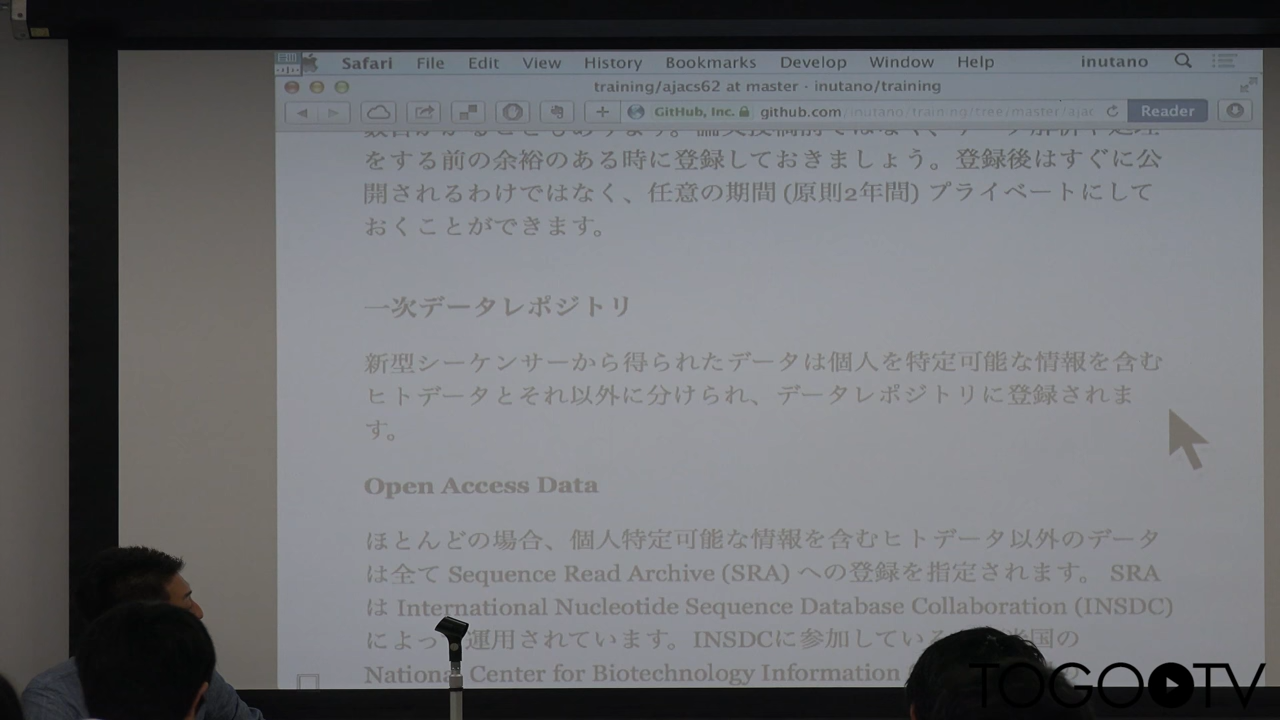 Safari File Edit View History Bookmarks Develop Window Help inutano
training/ajacs62 at master - inutano/training
GitHub, Inc. github.com/inutano/training/tree/master/ajac Reader
をする前の余裕のある時に登録しておきましょう。登録後はすぐに公
開されるわけではなく、任意の期間 (原則2年間) プライベートにして
おくことができます。
一次データレポジトリ
新型シーケンサーから得られたデータは個人を特定可能な情報を含む
ヒトデータとそれ以外に分けられ、データレポジトリに登録されま
す。
Open Access Data
ほとんどの場合、個人特定可能な情報を含むヒトデータ以外のデータ
は全て Sequence Read Archive (SRA) への登録を指定されます。 SRA
は International Nucleotide Sequence Database Collaboration (INSDC)
によっ 運用されています。INSDCに参加している 米国の
National Center for Biotechnology Information
TOGOTV